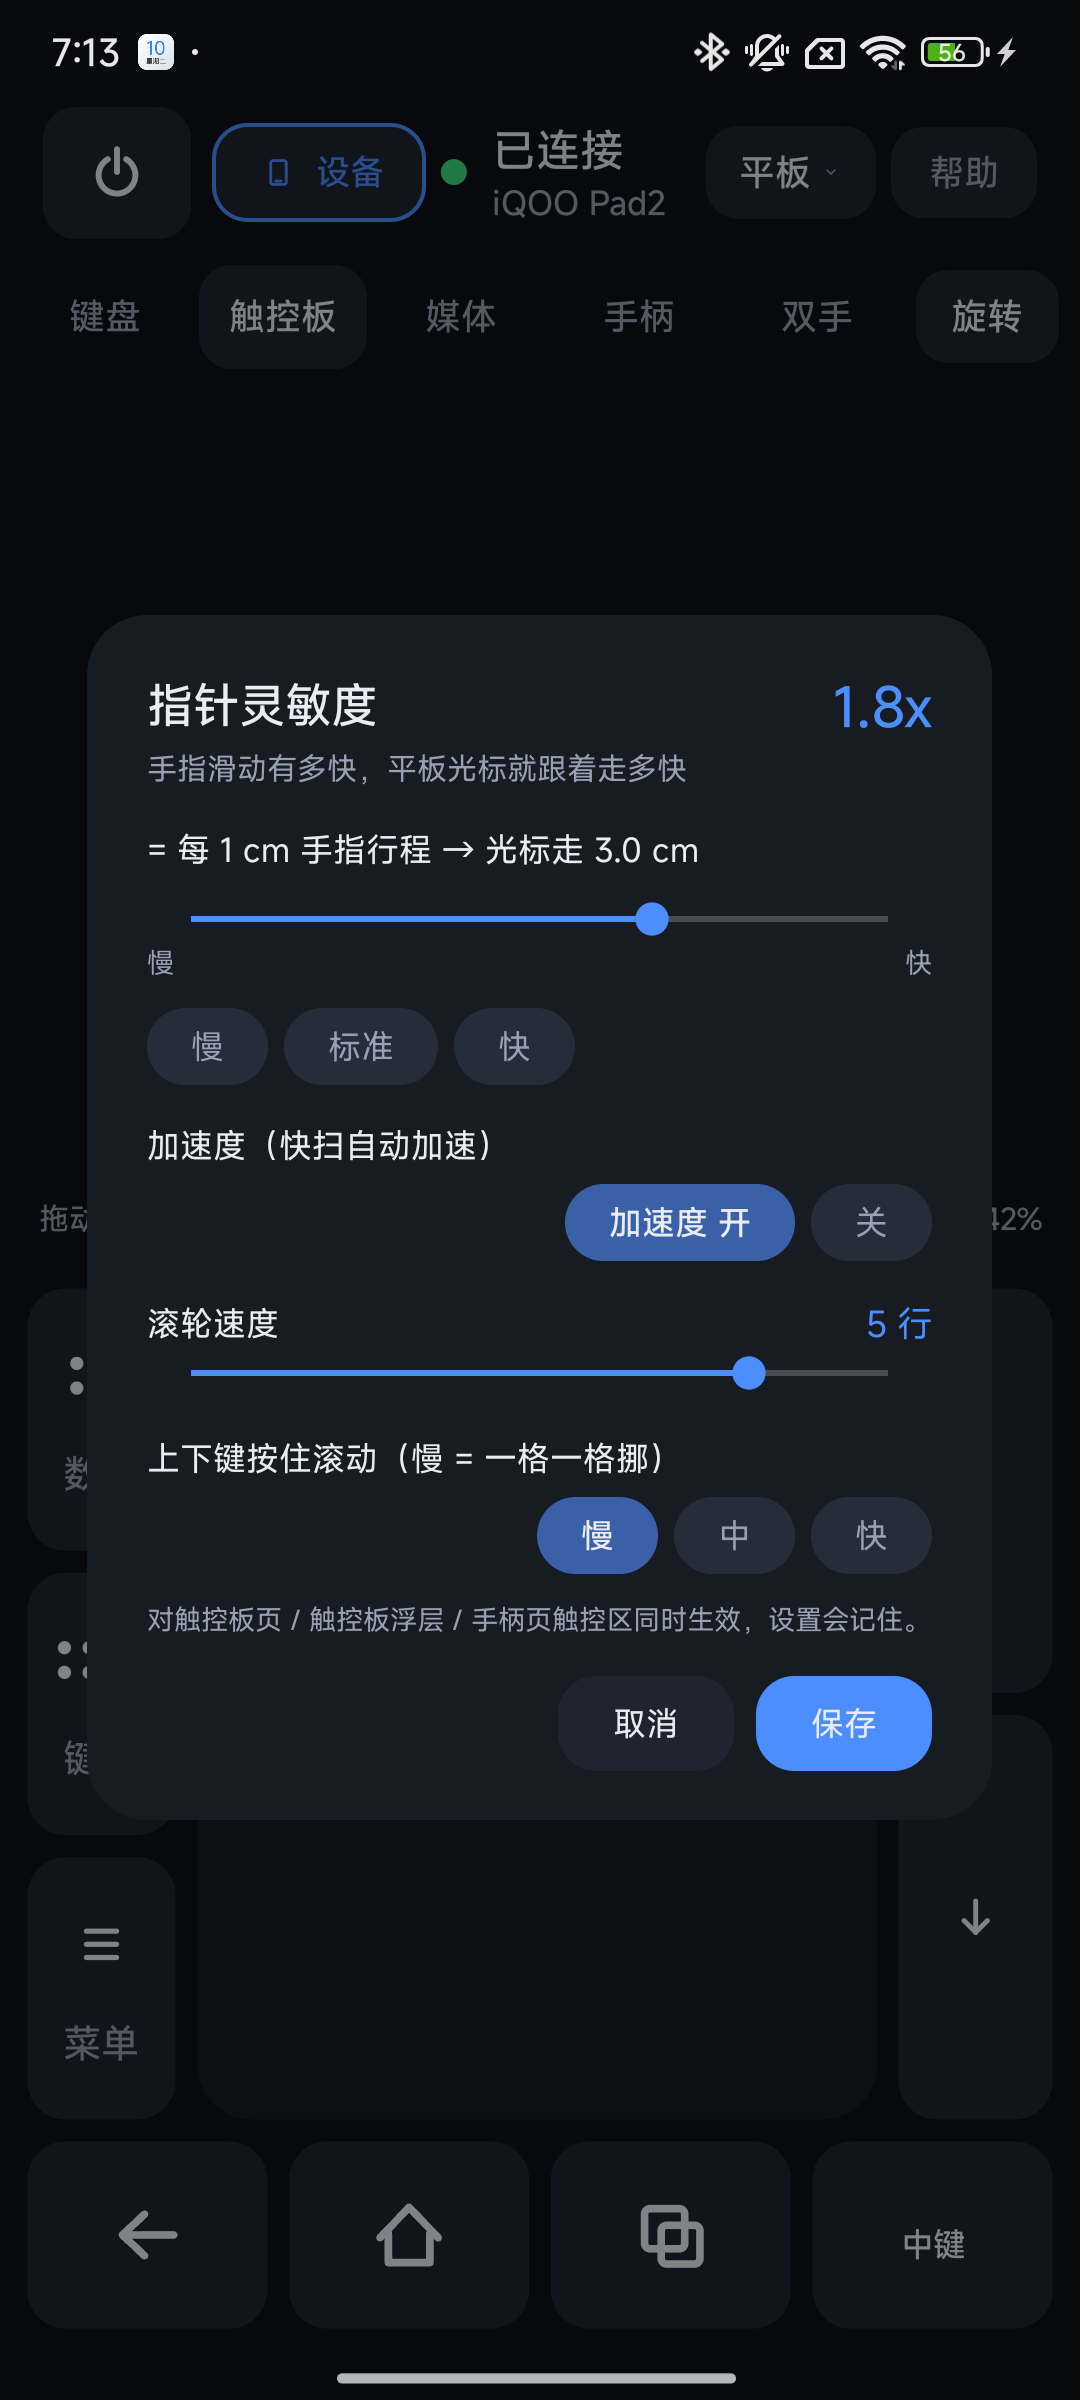 7:13
10
56
设备
已连接
iQOO Pad2
平板
帮助
键盘
触控板
媒体
手柄
双手
旋转
指针灵敏度
1.8x
手指滑动有多快，平板光标就跟着走多快
= 每 1 cm 手指行程 → 光标走 3.0 cm
慢
快
慢
标准
快
加速度（快扫自动加速）
拖动
加速度 开
关
42%
滚轮速度
5 行
数
上下键按住滚动（慢 = 一格一格挪）
慢
中
快
对触控板页 / 触控板浮层 / 手柄页触控区同时生效，设置会记住。
取消
保存
键
菜单
中键